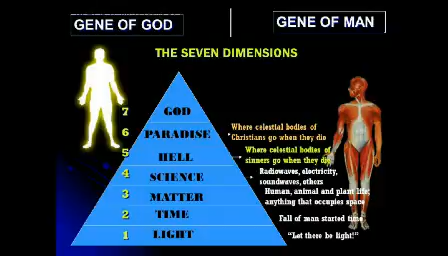 GENE OF GOD
GENE OF MAN
THE SEVEN DIMENSIONS
7 GOD
6 PARADISE
Where celestial bodies of
Christians go when they die
5 HELL
Where celestial bodies of
sinners go when they die
4 SCIENCE
Radiowaves, electricity,
soundwaves, others
3 MATTER
Human, animal and plant life;
anything that occupies space
2 TIME
Fall of man started time
1 LIGHT
"Let there be light!"